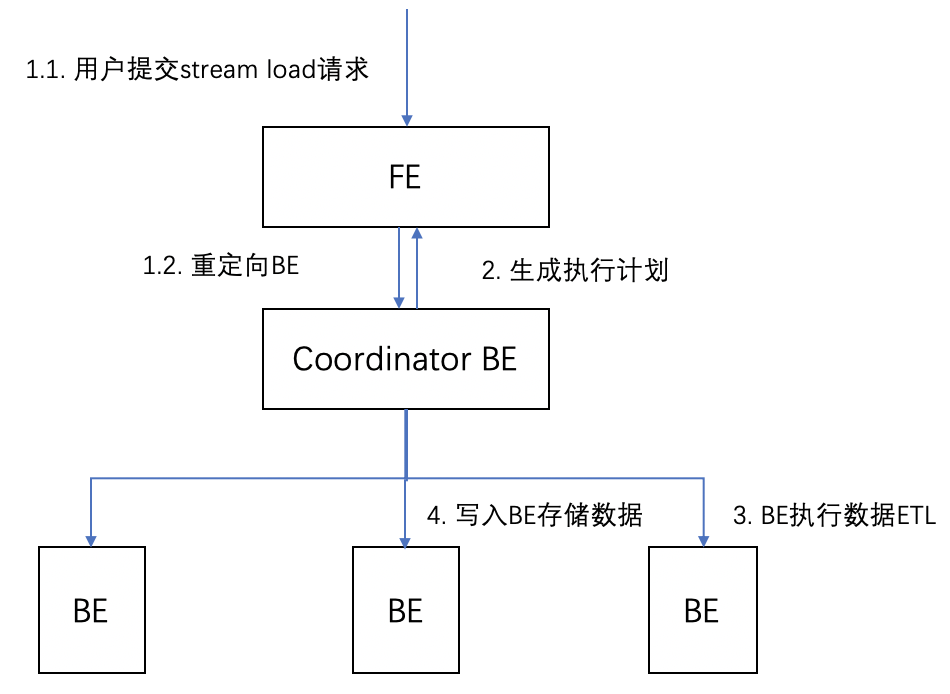 1.1. 用户提交stream load请求
FE
1.2. 重定向BE
2. 生成执行计划
Coordinator BE
4. 写入BE存储数据
3. BE执行数据ETL
BE
BE
BE